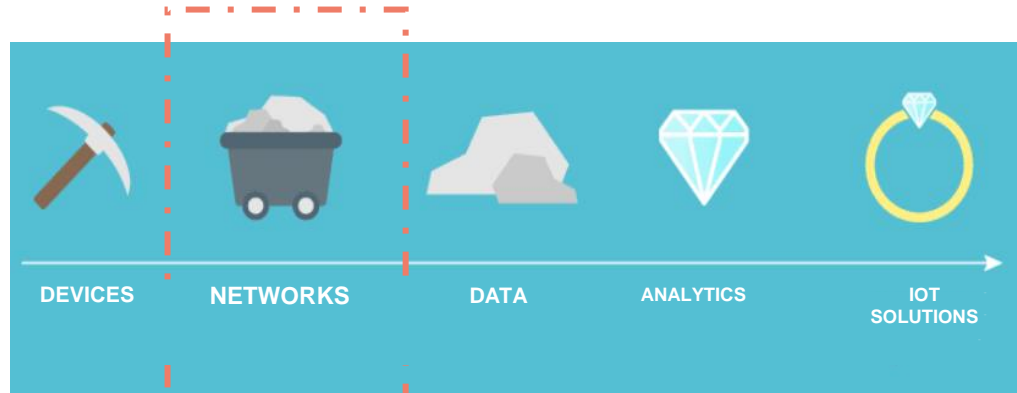 DEVICES
NETWORKS
DATA
ANALYTICS
IOT
SOLUTIONS